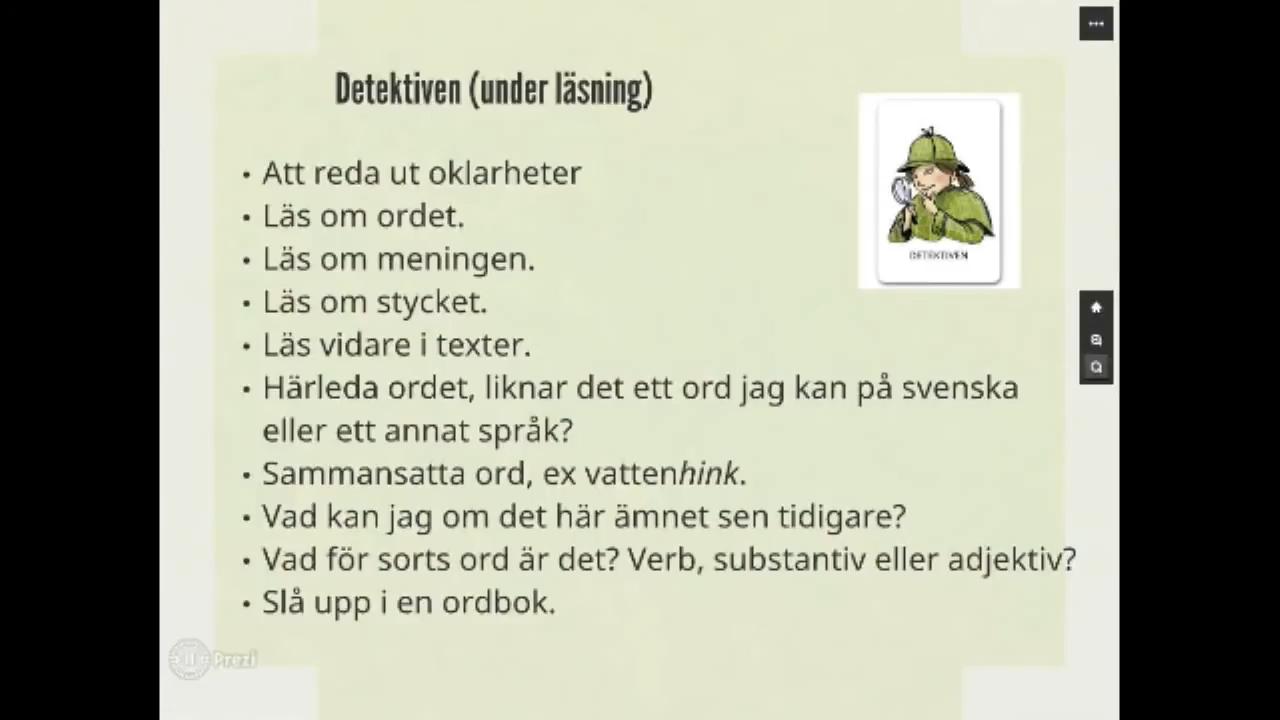 Detektiven (under läsning)
• Att reda ut oklarheter
• Läs om ordet.
• Läs om meningen.
• Läs om stycket.
• Läs vidare i texter.
• Härleda ordet, liknar det ett ord jag kan på svenska
eller ett annat språk?
• Sammansatta ord, ex vattenhink.
• Vad kan jag om det här ämnet sen tidigare?
• Vad för sorts ord är det? Verb, substantiv eller adjektiv?
• Slå upp i en ordbok.
DETEKTIVEN
Prezi